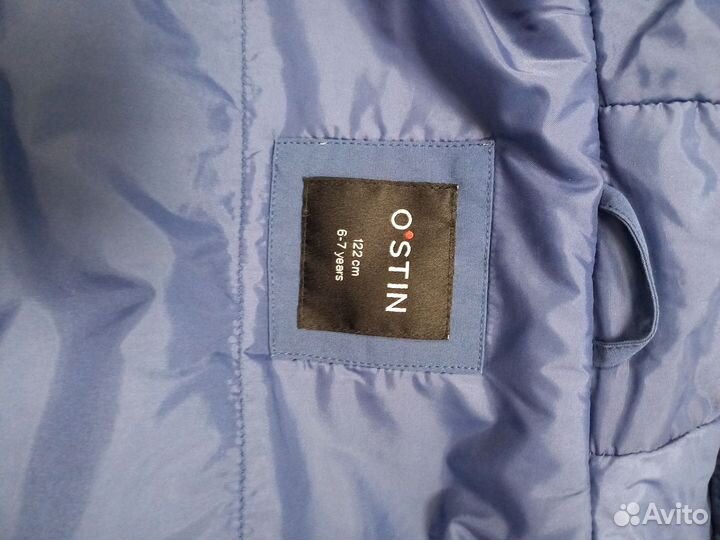 O'STIN
122 cm
6-7 years
Avito